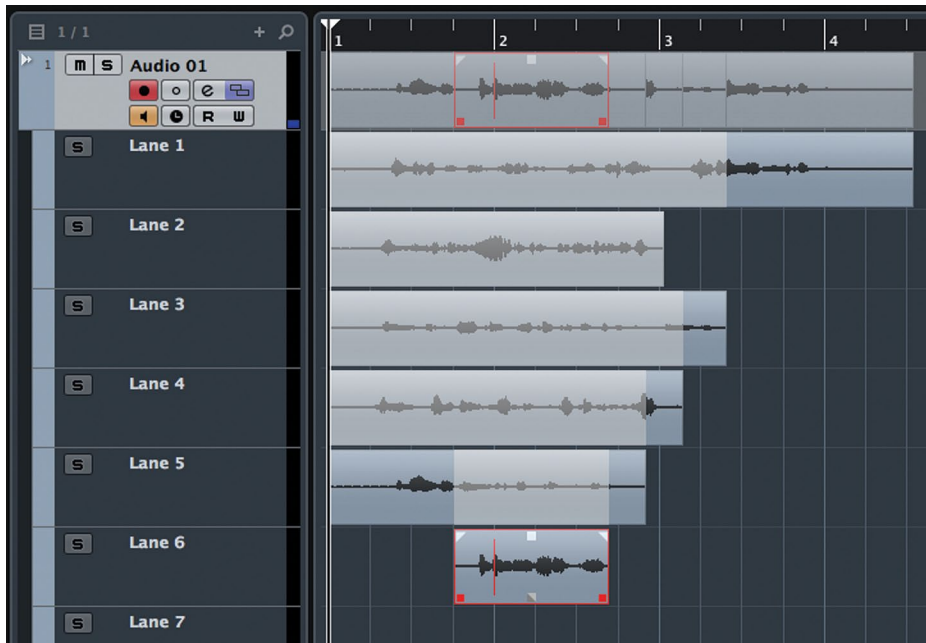 1 / 1 +
1 2 3 4
1 m S Audio 01
e
R W
S Lane 1
S Lane 2
S Lane 3
S Lane 4
S Lane 5
S Lane 6
S Lane 7